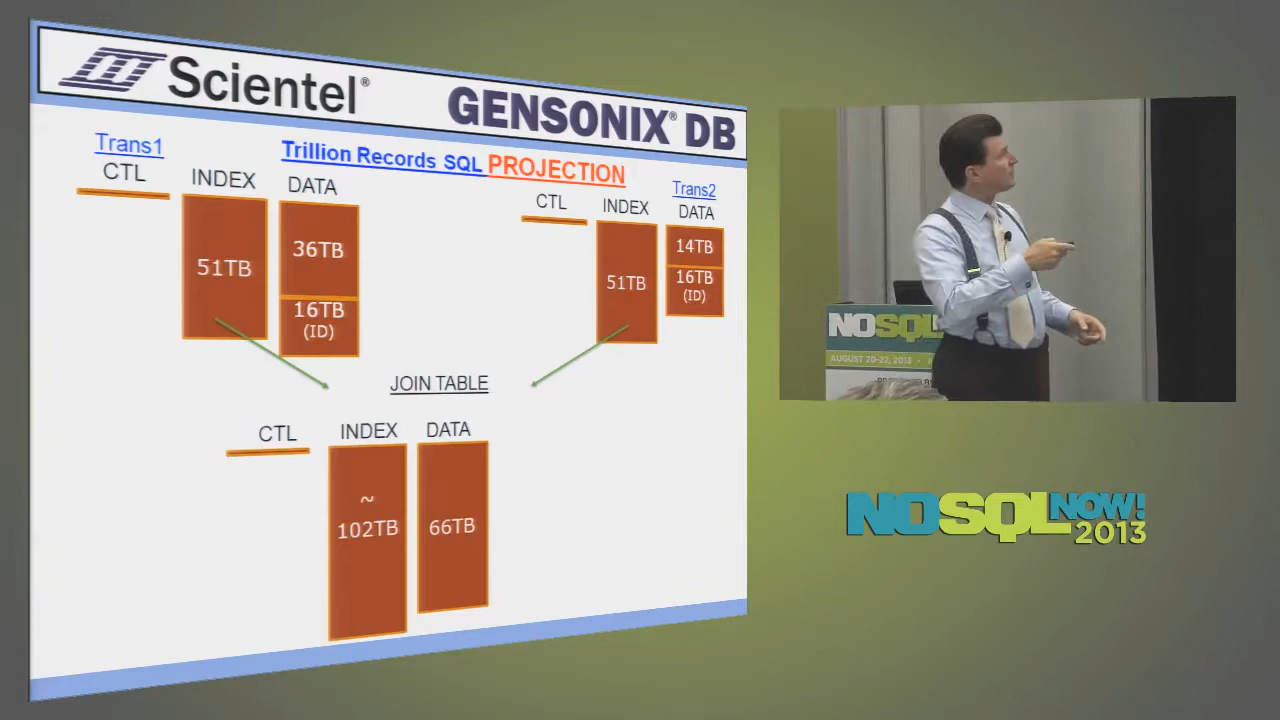 Scientel®
GENSONIX® DB
Trillion Records SQL PROJECTION
Trans1
CTL
INDEX
DATA
51TB
36TB
16TB
(ID)
Trans2
CTL
INDEX
DATA
51TB
14TB
16TB
(ID)
JOIN TABLE
CTL
INDEX
DATA
~
102TB
66TB
NOSQL
AUGUST 20-22, 2013
NOSQL NOW!
2013